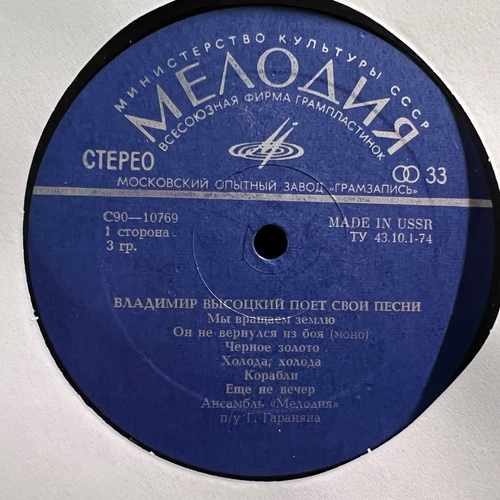 МИНИСТЕРСТВО КУЛЬТУРЫ СССР
МЕЛОДИЯ
ВСЕСОЮЗНАЯ ФИРМА ГРАМПЛАСТИНОК
СТЕРЕО
33
МОСКОВСКИЙ ОПЫТНЫЙ ЗАВОД «ГРАМЗАПИСЬ»
С90—10769
MADE IN USSR
1 сторона
ТУ 43.10.1-74
3 гр.
ВЛАДИМИР ВЫСОЦКИЙ ПОЕТ СВОИ ПЕСНИ
Мы вращаем землю
Он не вернулся из боя (моно)
Черное золото
Холода, холода
Корабли
Еще не вечер
Ансамбль «Мелодия»
п/у Г. Гараняна